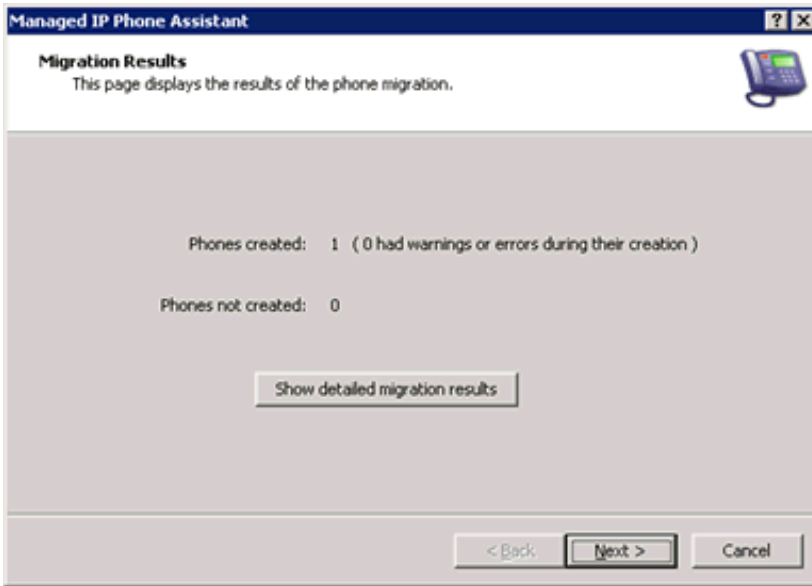 Managed IP Phone Assistant
? X
Migration Results
This page displays the results of the phone migration.
Phones created: 1 ( 0 had warnings or errors during their creation )
Phones not created: 0
Show detailed migration results
< Back Next > Cancel